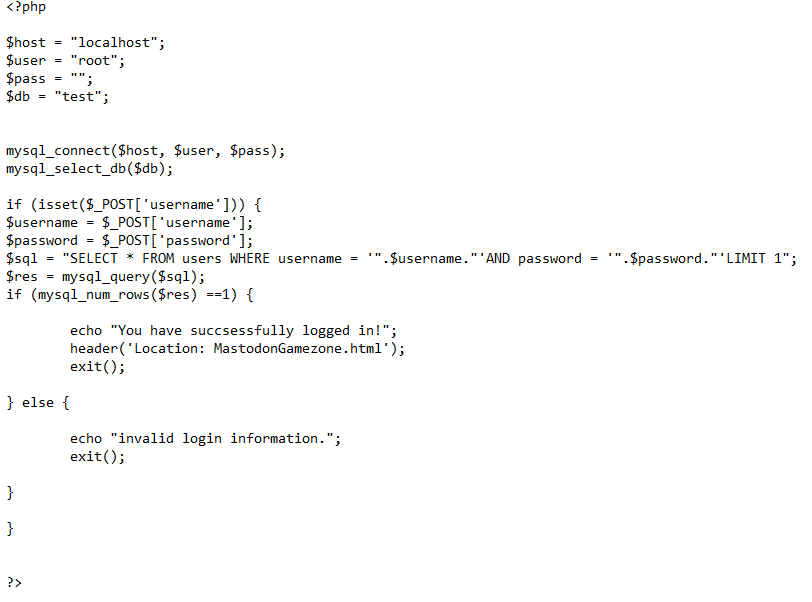 <?php
$host = "localhost";
$user = "root";
$pass = "";
$db = "test";
mysql_connect($host, $user, $pass);
mysql_select_db($db);
if (isset($_POST['username'])) {
$username = $_POST['username'];
$password = $_POST['password'];
$sql = "SELECT * FROM users WHERE username = '".$username."'AND password = '".$password."'LIMIT 1";
$res = mysql_query($sql);
if (mysql_num_rows($res) ==1) {
echo "You have succsessfully logged in!";
header('Location: MastodonGamezone.html');
exit();
} else {
echo "invalid login information.";
exit();
}
}
?>